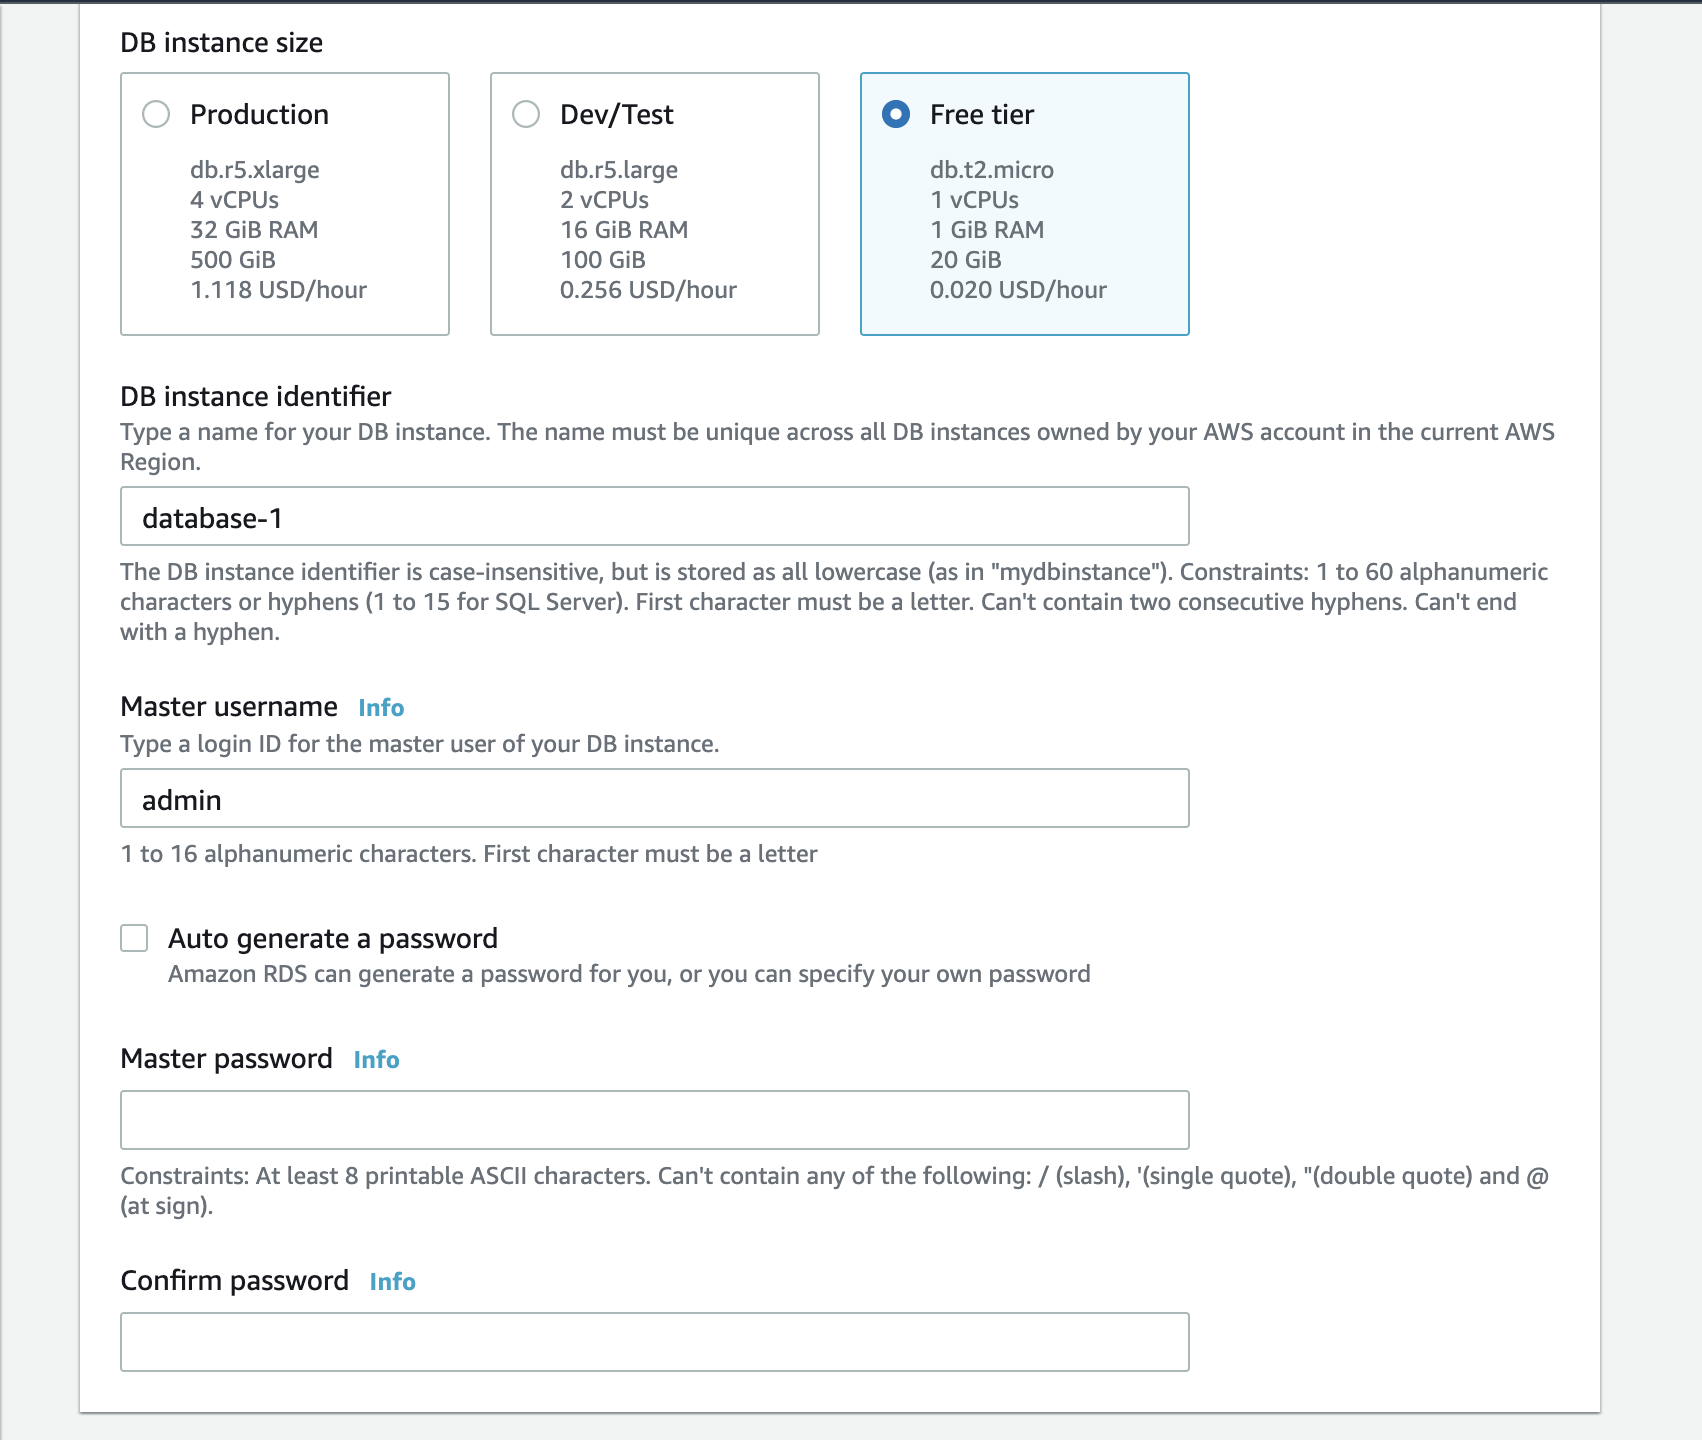 DB instance size
Production
db.r5.xlarge
4 vCPUs
32 GiB RAM
500 GiB
1.118 USD/hour
Dev/Test
db.r5.large
2 vCPUs
16 GiB RAM
100 GiB
0.256 USD/hour
Free tier
db.t2.micro
1 vCPUs
1 GiB RAM
20 GiB
0.020 USD/hour
DB instance identifier
Type a name for your DB instance. The name must be unique across all DB instances owned by your AWS account in the current AWS
Region.
database-1
The DB instance identifier is case-insensitive, but is stored as all lowercase (as in "mydbinstance"). Constraints: 1 to 60 alphanumeric
characters or hyphens (1 to 15 for SQL Server). First character must be a letter. Can't contain two consecutive hyphens. Can't end
with a hyphen.
Master username Info
Type a login ID for the master user of your DB instance.
admin
1 to 16 alphanumeric characters. First character must be a letter
Auto generate a password
Amazon RDS can generate a password for you, or you can specify your own password
Master password Info
Constraints: At least 8 printable ASCII characters. Can't contain any of the following: / (slash), '(single quote), "(double quote) and @
(at sign).
Confirm password Info